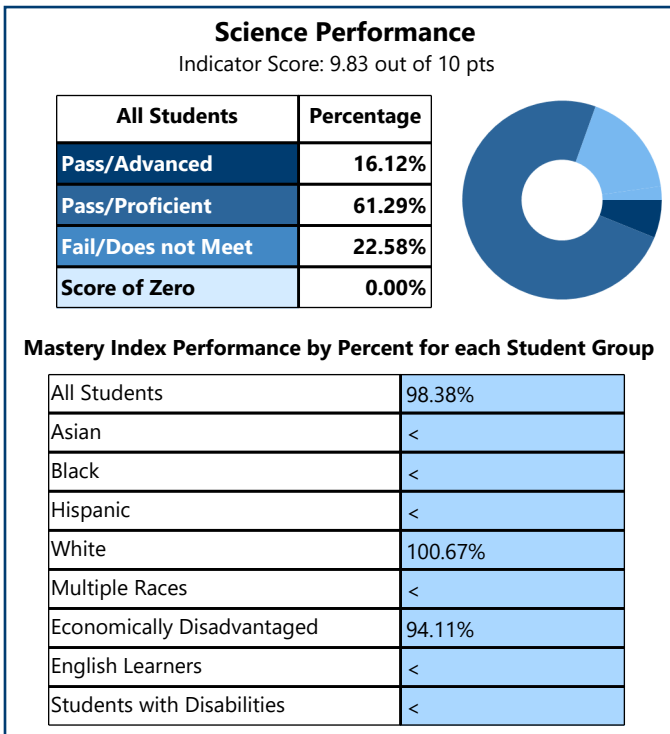 Science Performance
Indicator Score: 9.83 out of 10 pts
All Students Percentage
Pass/Advanced 16.12%
Pass/Proficient 61.29%
Fail/Does not Meet 22.58%
Score of Zero 0.00%
Mastery Index Performance by Percent for each Student Group
All Students 98.38%
Asian <
Black <
Hispanic <
White 100.67%
Multiple Races <
Economically Disadvantaged 94.11%
English Learners <
Students with Disabilities <